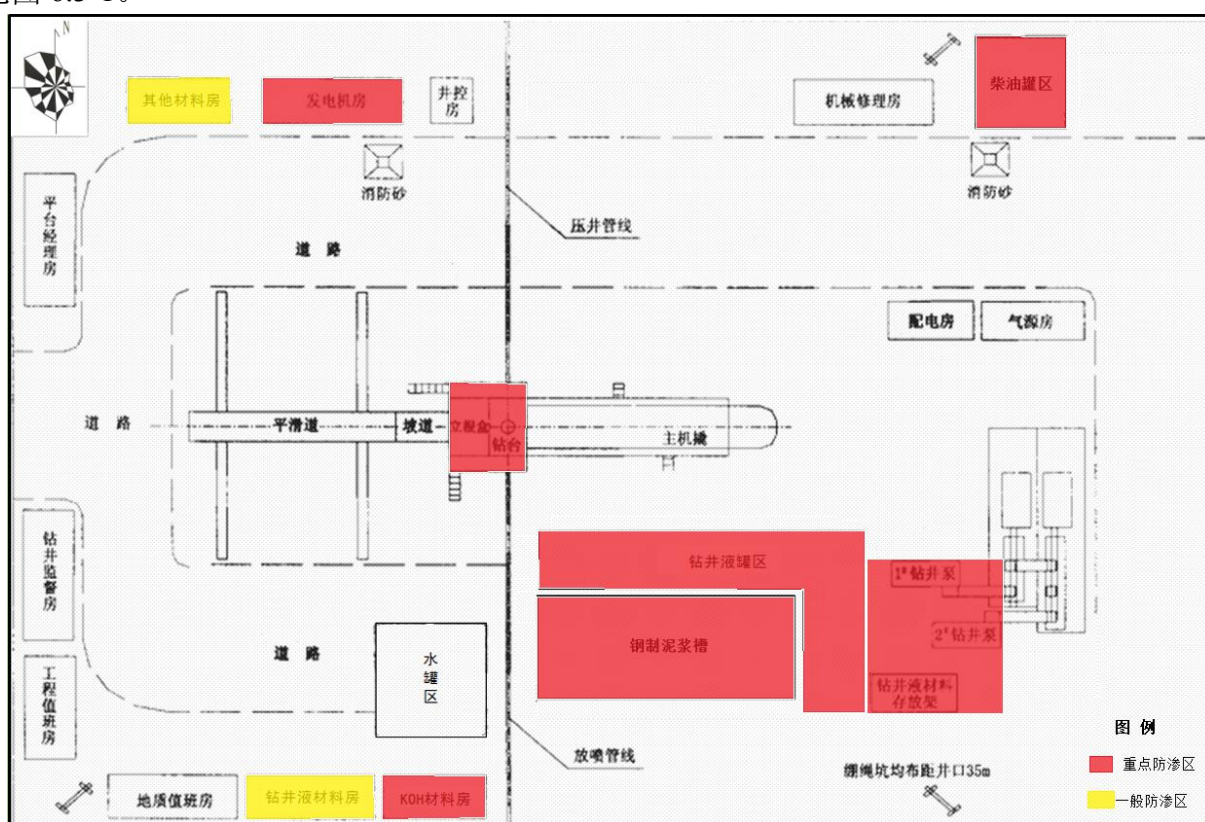 N
其他材料房
发电机房
井控
房
机械修理房
柴油罐区
消防砂
消防砂
平台经理房
压井管线
道 路
配电房
气源房
道 路
平滑道
坡道
立根盒
钻台
主机撬
钻井监督房
钻井液罐区
1#钻井泵
2#钻井泵
钢制泥浆槽
道 路
水罐区
工程值班房
钻井液材料
存放架
放喷管线
绷绳坑均布距井口35m
图 例
重点防渗区
一般防渗区
地质值班房
钻井液材料房
KOH材料房